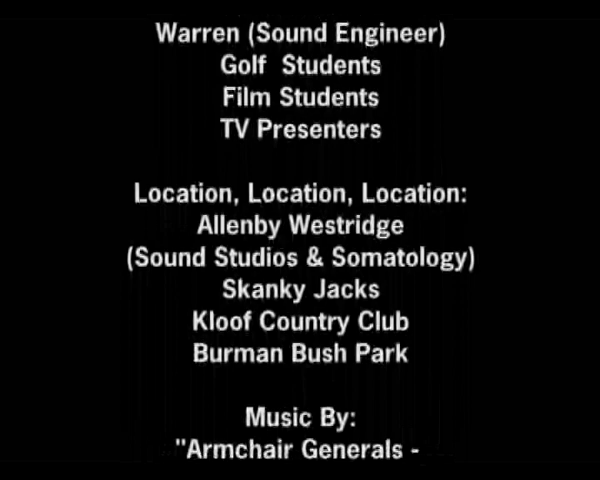 Warren (Sound Engineer)
Golf Students
Film Students
TV Presenters
Location, Location, Location:
Allenby Westridge
(Sound Studios & Somatology)
Skanky Jacks
Kloof Country Club
Burman Bush Park
Music By:
"Armchair Generals -